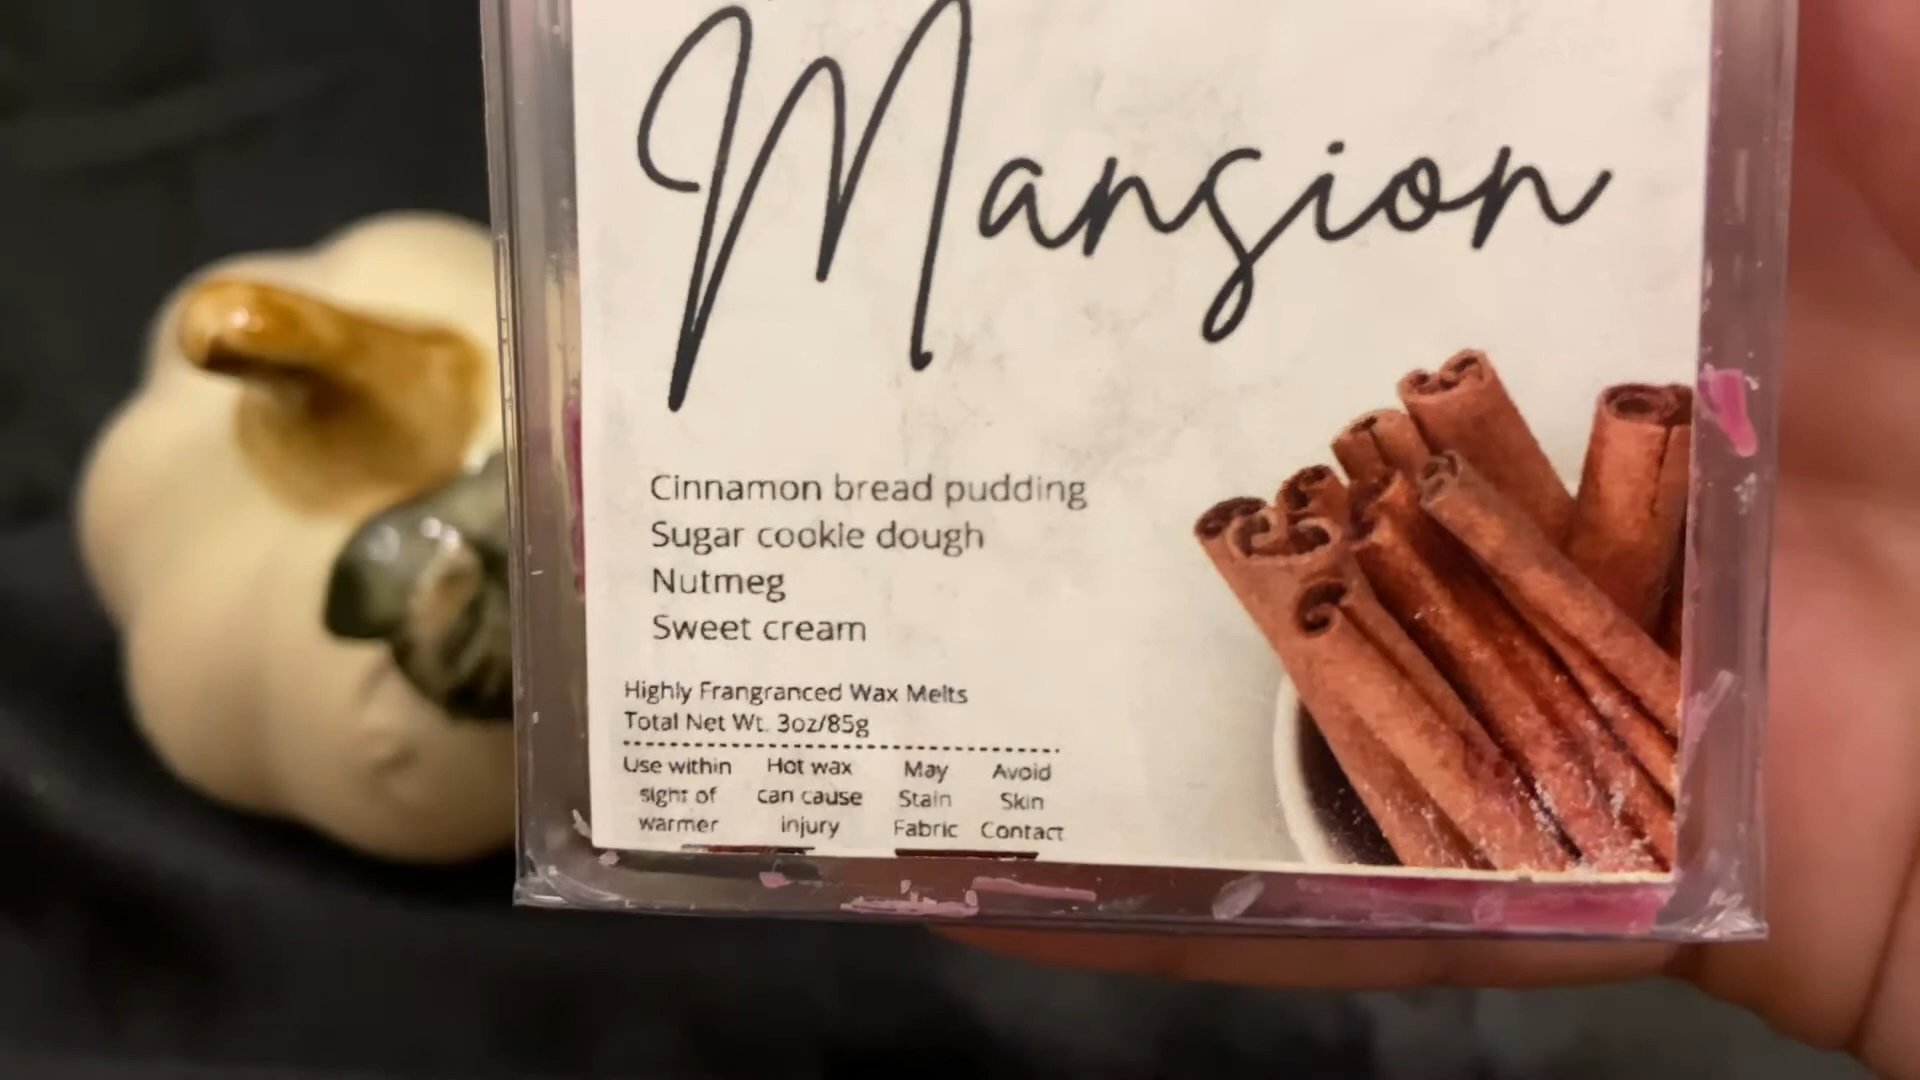 Mansion
Cinnamon bread pudding
Sugar cookie dough
Nutmeg
Sweet cream
Highly Frangranced Wax Melts
Total Net Wt. 3oz/85g
Use within
sight of
warmer
Hot wax
can cause
injury
May
Stain
Fabric
Avoid
Skin
Contact